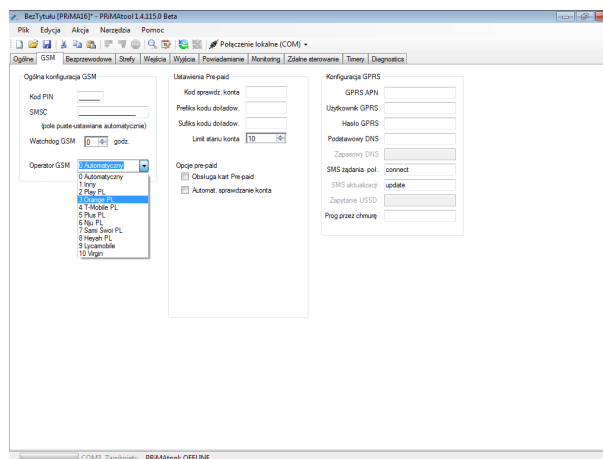 BezTytułu [PRiMA16]* - PRiMAtool 1.4.115.0 Beta
Plik Edycja Akcja Narzędzia Pomoc
Połączenie lokalne (COM)
Ogólne GSM Bezprzewodowe Strefy Wejścia Wyjścia Powiadamianie Monitoring Zdalne sterowanie Timery Diagnostics
Ogólna konfiguracja GSM
Kod PIN
SMSC
(pole puste-ustawiane automatycznie)
Watchdog GSM 0 godz.
Operator GSM 0 Automatyczny
0 Automatyczny
1 Inny
2 Play PL
3 Orange PL
4 T-Mobile PL
5 Plus PL
6 Nju PL
7 Sami Swoi PL
8 Heyah PL
9 Lycamobile
10 Virgin
Ustawienia Pre-paid
Kod sprawdz. konta
Prefiks kodu doładow.
Sufiks kodu doładow.
Limit stanu konta 10
Opcje pre-paid
Obsługa kart Pre-paid
Automat. sprawdzanie konta
Konfiguracja GPRS
GPRS APN
Użytkownik GPRS
Hasło GPRS
Podstawowy DNS
Zapasowy DNS
SMS żądania poł. connect
SMS aktualizacji update
Zapytanie USSD
Prog.przez chmurę
COM3 Zamknięty PRiMAtool: OFFLINE